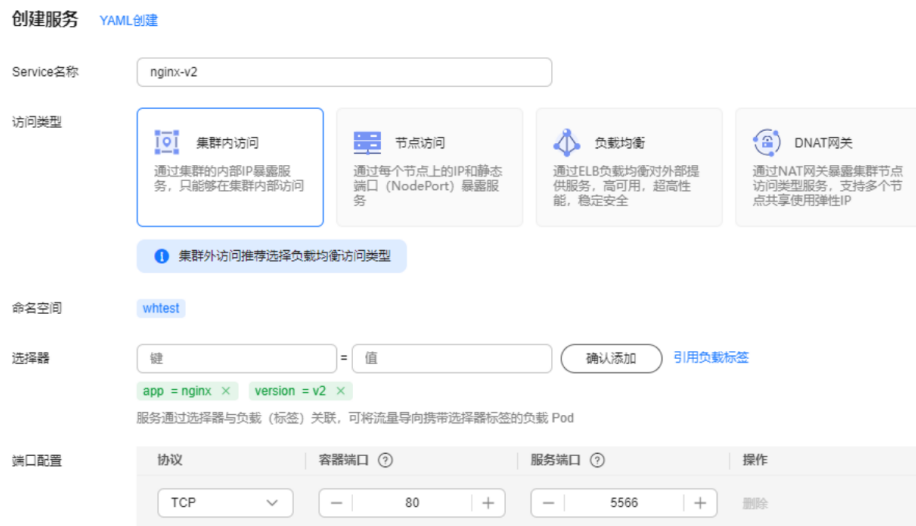 创建服务 YAML创建
Service名称 nginx-v2
访问类型
集群内访问
通过集群的内部IP暴露服
务，只能够在集群内部访问
节点访问
通过每个节点上的IP和静态
端口（NodePort）暴露服
务
负载均衡
通过ELB负载均衡对外部提
供服务，高可用，超高性
能，稳定安全
DNAT网关
通过NAT网关暴露集群节点
访问类型服务，支持多个节
点共享使用弹性IP
集群外访问推荐选择负载均衡访问类型
命名空间 whtest
选择器 键 = 值 确认添加 引用负载标签
app = nginx × version = v2 ×
服务通过选择器与负载（标签）关联，可将流量导向携带选择器标签的负载 Pod
端口配置 协议 容器端口 ? 服务端口 ? 操作
TCP − 80 + − 5566 + 删除